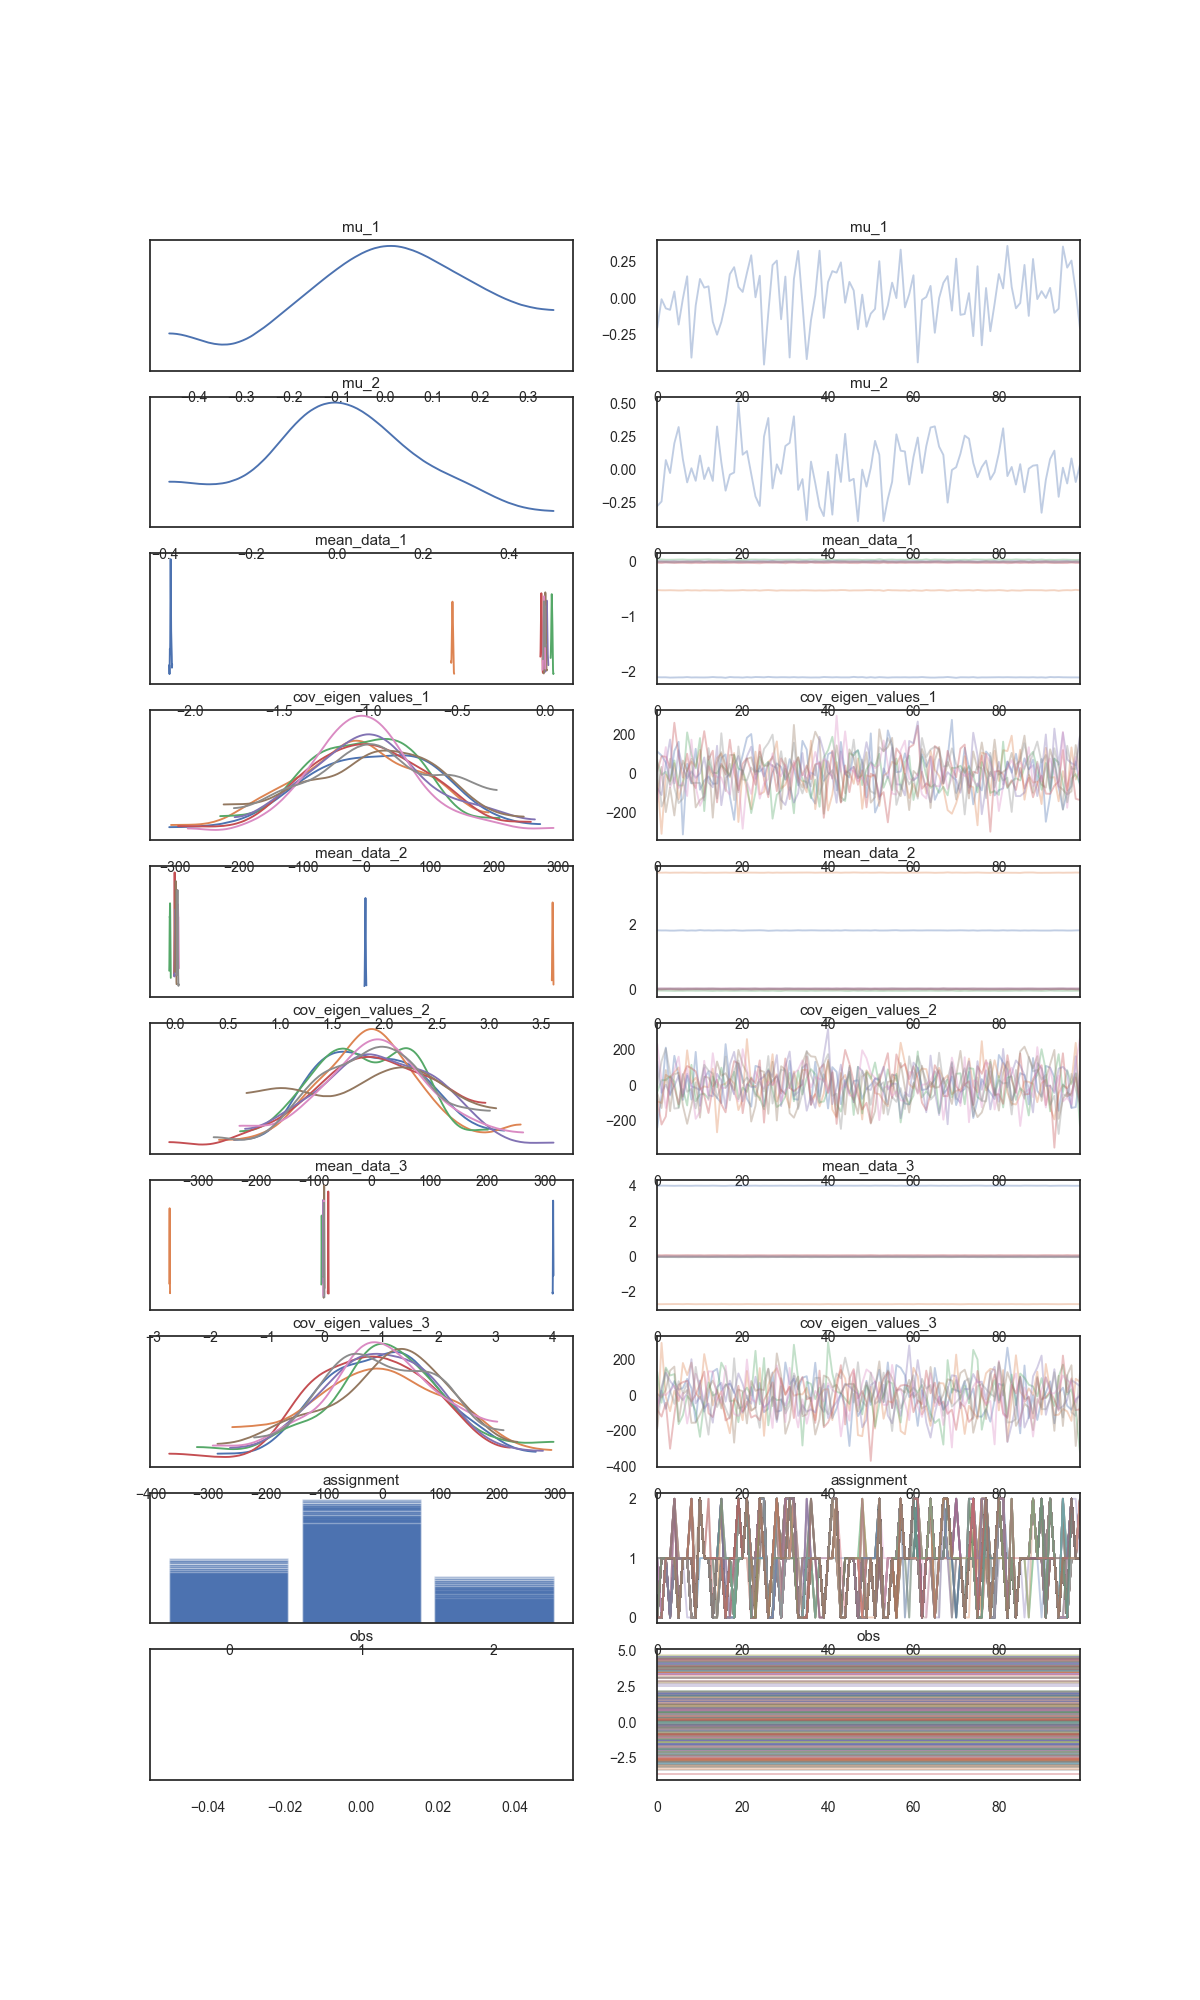 mu_1 mu_1
0.25
0.00
−0.25
mu_2 mu_2
−0.4 −0.3 −0.2 −0.1 0.0 0.1 0.2 0.3 0 20 40 60 80
0.50
0.25
0.00
−0.25
mean_data_1 mean_data_1
−0.4 −0.2 0.0 0.2 0.4 0 20 40 60 80
0
−1
−2
cov_eigen_values_1 cov_eigen_values_1
−2.0 −1.5 −1.0 −0.5 0.0 0 20 40 60 80
200
0
−200
mean_data_2 mean_data_2
−300 −200 −100 0 100 200 300 0 20 40 60 80
2
0
cov_eigen_values_2 cov_eigen_values_2
0.0 0.5 1.0 1.5 2.0 2.5 3.0 3.5 0 20 40 60 80
200
0
−200
mean_data_3 mean_data_3
−300 −200 −100 0 100 200 300 0 20 40 60 80
4
2
0
−2
cov_eigen_values_3 cov_eigen_values_3
−3 −2 −1 0 1 2 3 4 0 20 40 60 80
200
0
−200
−400
assignment assignment
−400 −300 −200 −100 0 100 200 300 0 20 40 60 80
2
1
0
obs obs
0 1 2 0 20 40 60 80
5.0
2.5
0.0
−2.5
−0.04 −0.02 0.00 0.02 0.04 0 20 40 60 80